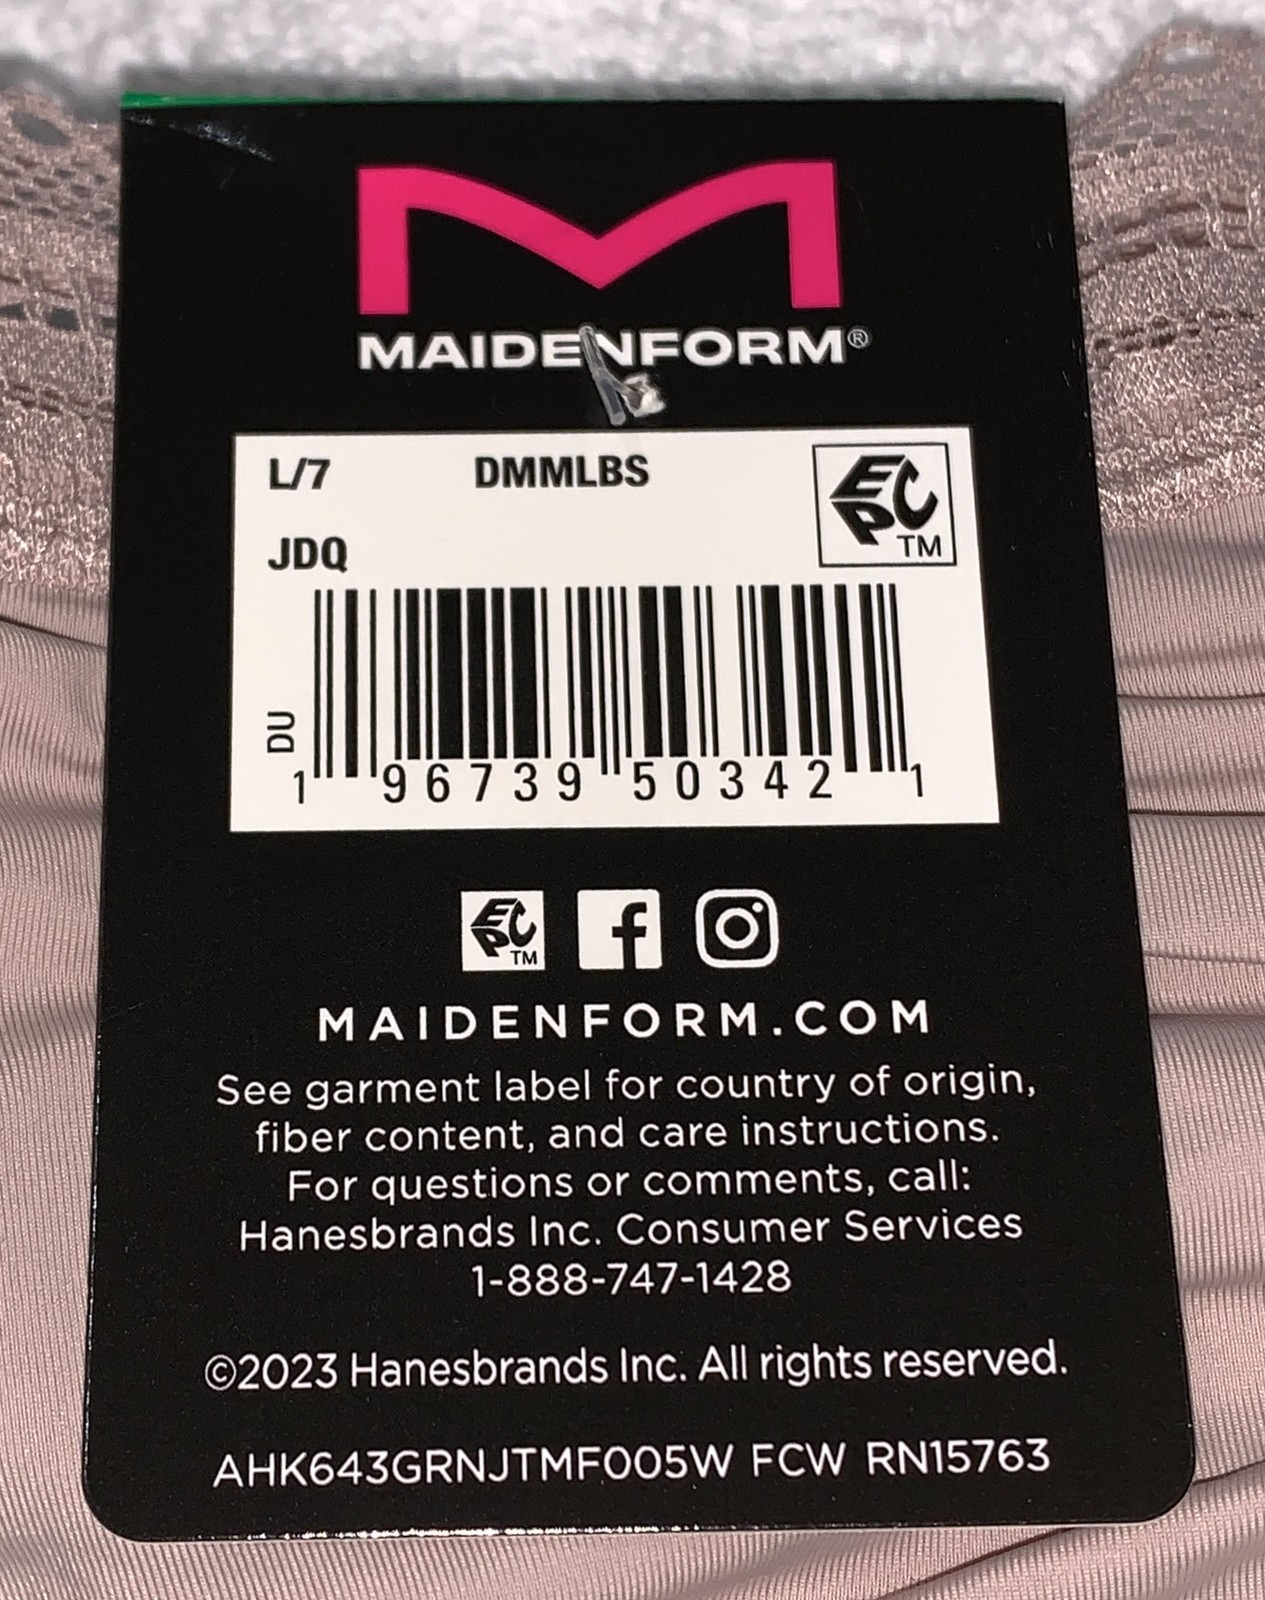 MAIDENFORM®
L/7 DMMLBS
EPC™
JDQ
DU
1 96739 50342 1
EPC™ f
MAIDENFORM.COM
See garment label for country of origin,
fiber content, and care instructions.
For questions or comments, call:
Hanesbrands Inc. Consumer Services
1-888-747-1428
©2023 Hanesbrands Inc. All rights reserved.
AHK643GRNJTMF005W FCW RN15763